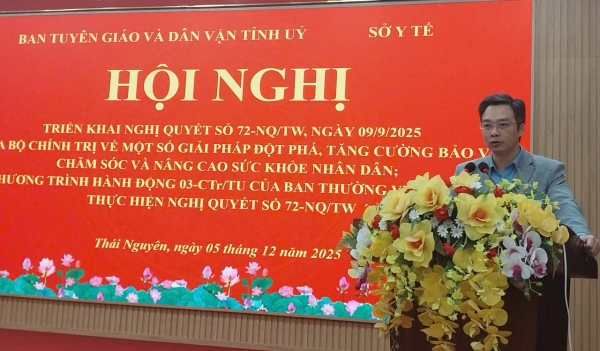 BAN TUYÊN GIÁO VÀ DÂN VẬN TỈNH UỶ SỞ Y TẾ
HỘI NGHỊ
TRIỂN KHAI NGHỊ QUYẾT SỐ 72-NQ/TW, NGÀY 09/9/2025
A BỘ CHÍNH TRỊ VỀ MỘT SỐ GIẢI PHÁP ĐỘT PHÁ, TĂNG CƯỜNG BẢO V
CHĂM SÓC VÀ NÂNG CAO SỨC KHỎE NHÂN DÂN;
HƯƠNG TRÌNH HÀNH ĐỘNG 03-CTr/TU CỦA BAN THƯỜNG V
THỰC HIỆN NGHỊ QUYẾT SỐ 72-NQ/TW
Thái Nguyên, ngày 05 tháng 12 năm 2025